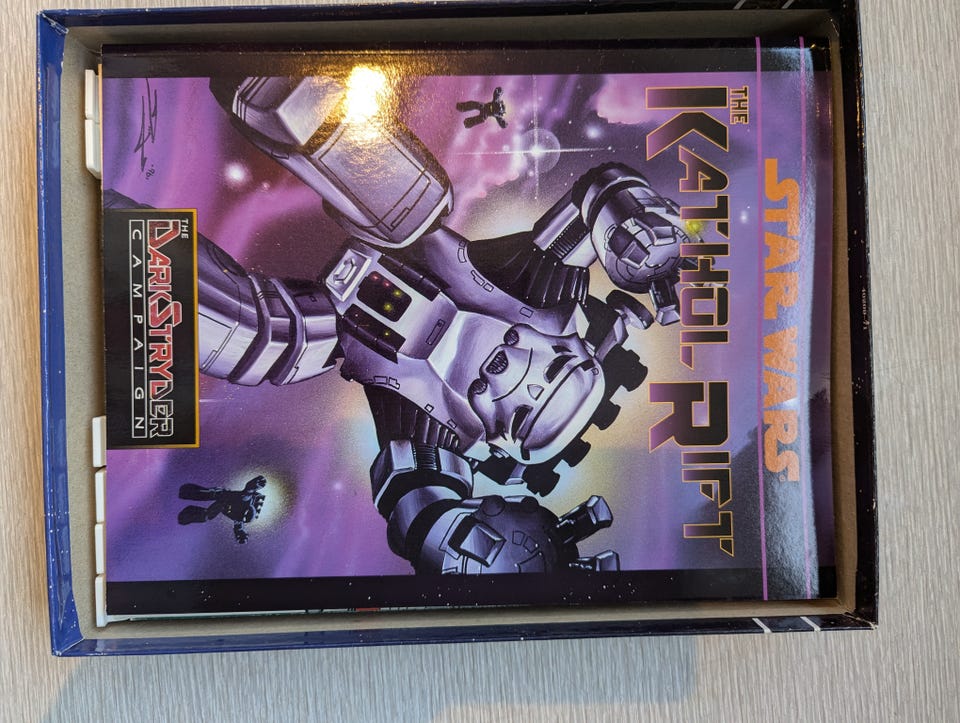 STAR WARS®
THE
KATHOL RIFT
THE
DARKSTRYDER
CAMPAIGN